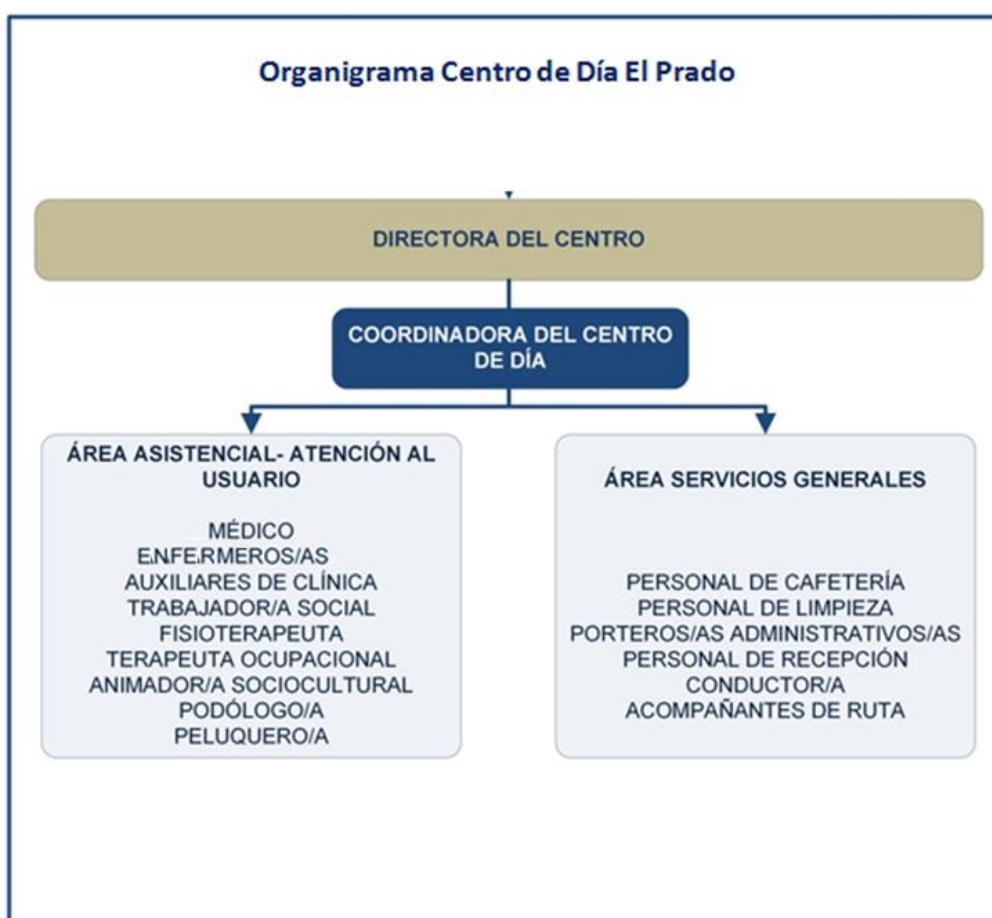 Organigrama Centro de Día El Prado
DIRECTORA DEL CENTRO
COORDINADORA DEL CENTRO
DE DÍA
ÁREA ASISTENCIAL- ATENCIÓN AL
USUARIO
MÉDICO
ENFERMEROS/AS
AUXILIARES DE CLÍNICA
TRABAJADOR/A SOCIAL
FISIOTERAPEUTA
TERAPEUTA OCUPACIONAL
ANIMADOR/A SOCIOCULTURAL
PODÓLOGO/A
PELUQUERO/A
ÁREA SERVICIOS GENERALES
PERSONAL DE CAFETERÍA
PERSONAL DE LIMPIEZA
PORTEROS/AS ADMINISTRATIVOS/AS
PERSONAL DE RECEPCIÓN
CONDUCTOR/A
ACOMPAÑANTES DE RUTA